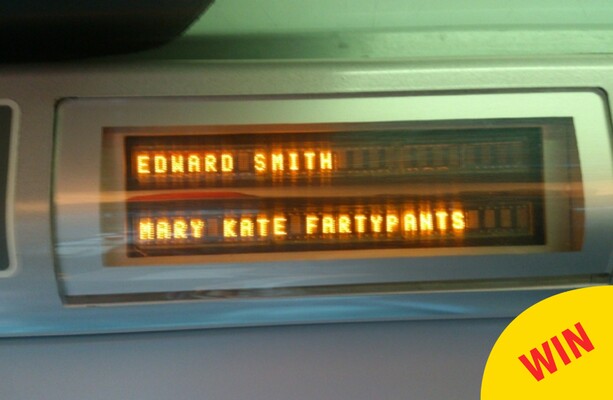 EDWARD SMITH
MARY KATE FARTYPANTS
WIN